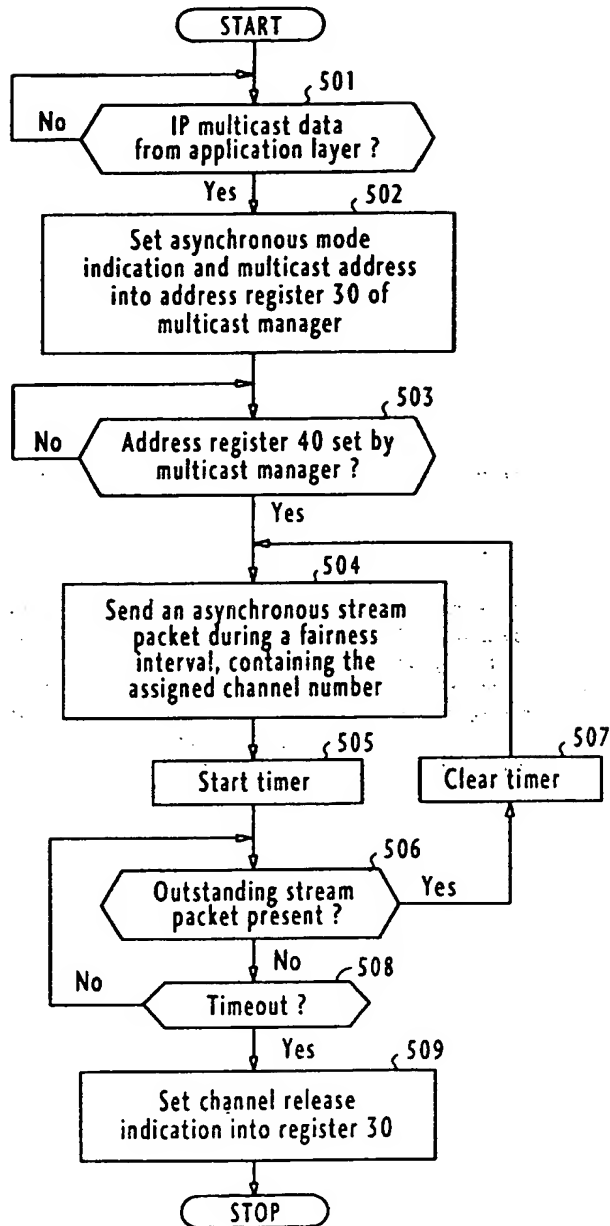 START
501
No
IP multicast data
from application layer ?
Yes
502
Set asynchronous mode
indication and multicast address
into address register 30 of
multicast manager
503
No
Address register 40 set by
multicast manager ?
Yes
504
Send an asynchronous stream
packet during a fairness
interval, containing the
assigned channel number
505
507
Start timer
Clear timer
506
Outstanding stream
packet present ?
Yes
No
508
No
Timeout ?
Yes
509
Set channel release
indication into register 30
STOP